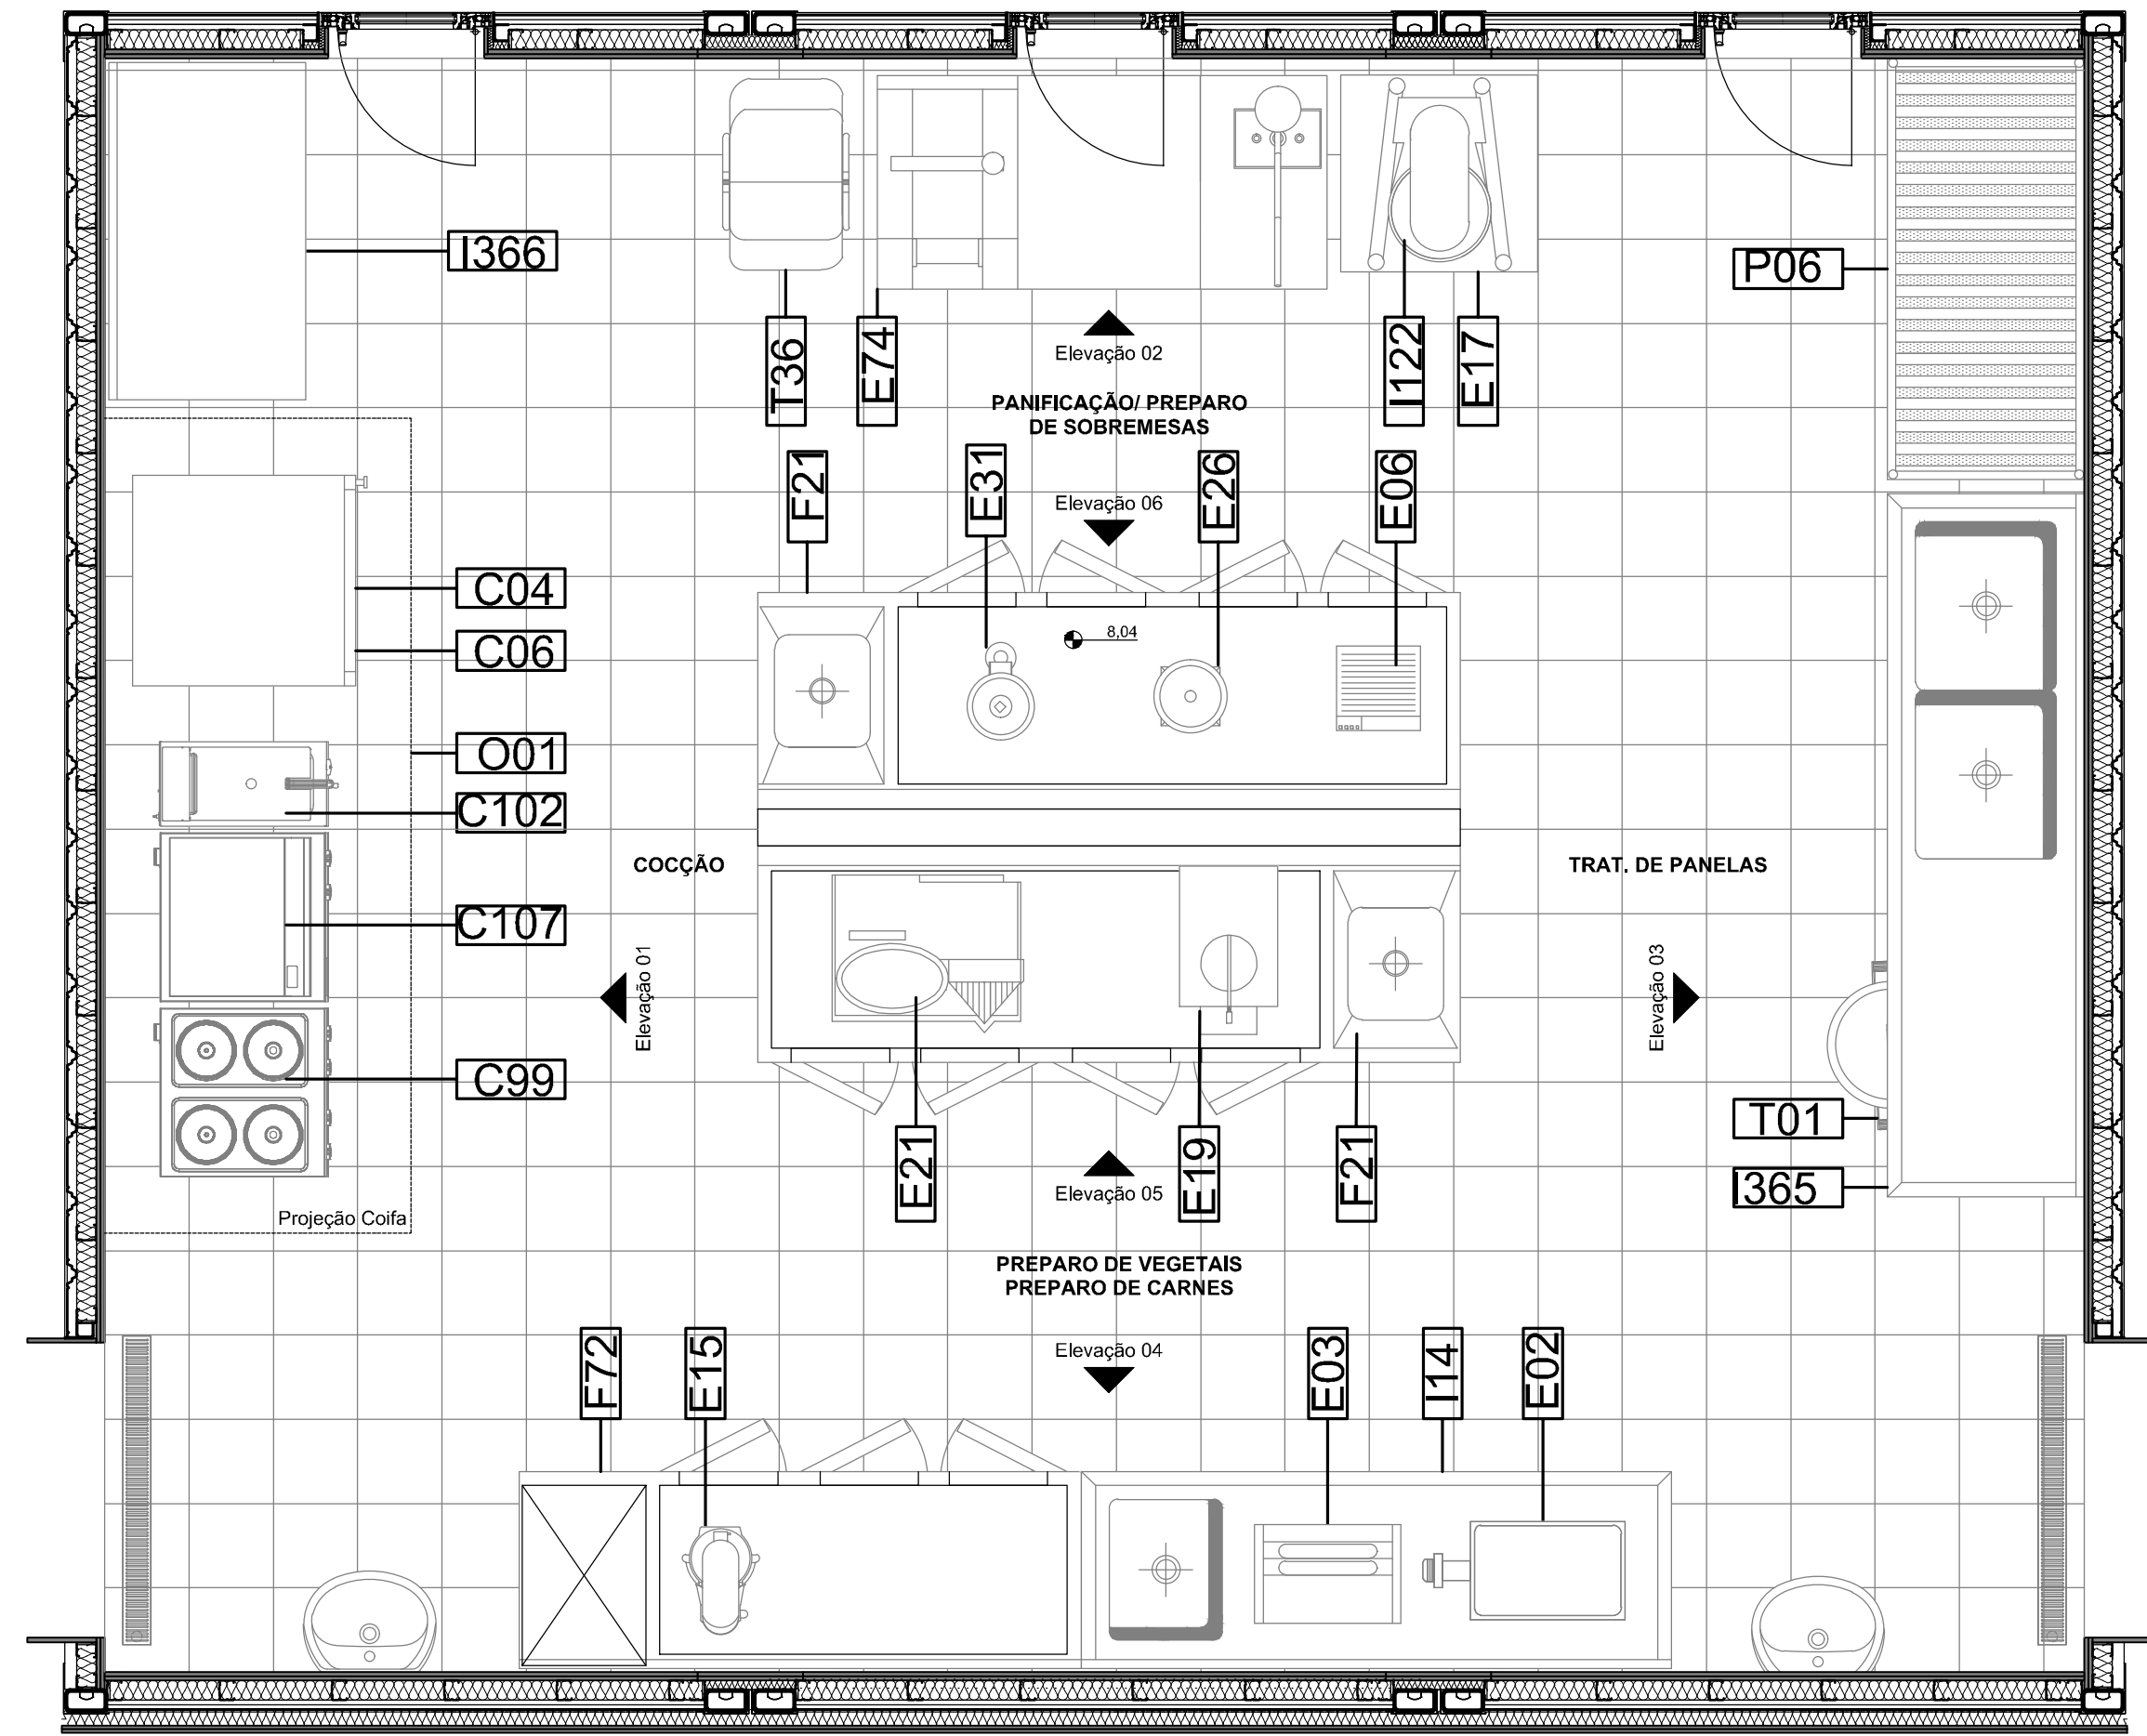 I366
P06
T36
E74
I122
E17
Elevação 02
PANIFICAÇÃO/ PREPARO
DE SOBREMESAS
F21
E31
E26
E06
Elevação 06
C04
C06
8,04
O01
C102
COCÇÃO
TRAT. DE PANELAS
C107
Elevação 01
Elevação 03
C99
T01
E21
E19
F21
Elevação 05
I365
Projeção Coifa
PREPARO DE VEGETAIS
PREPARO DE CARNES
Elevação 04
F72
E15
E03
I14
E02